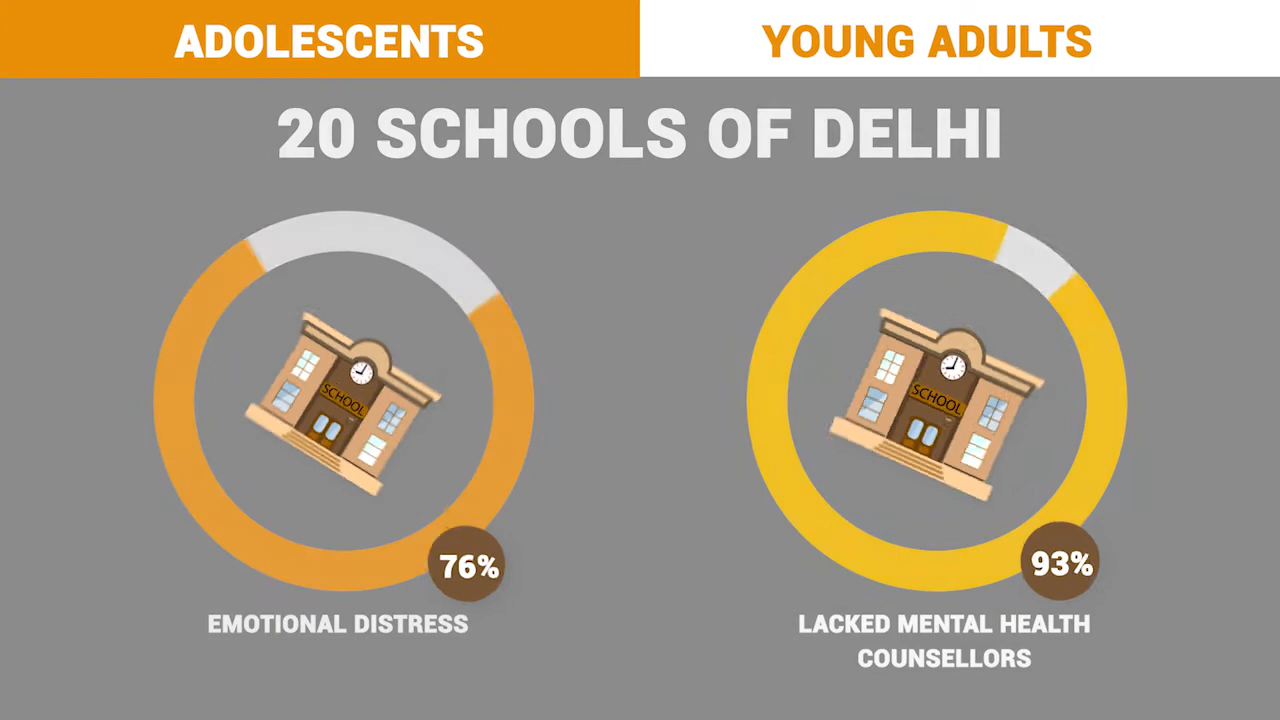 ADOLESCENTS
YOUNG ADULTS
20 SCHOOLS OF DELHI
SCHOOL
SCHOOL
76%
93%
EMOTIONAL DISTRESS
LACKED MENTAL HEALTH
COUNSELLORS